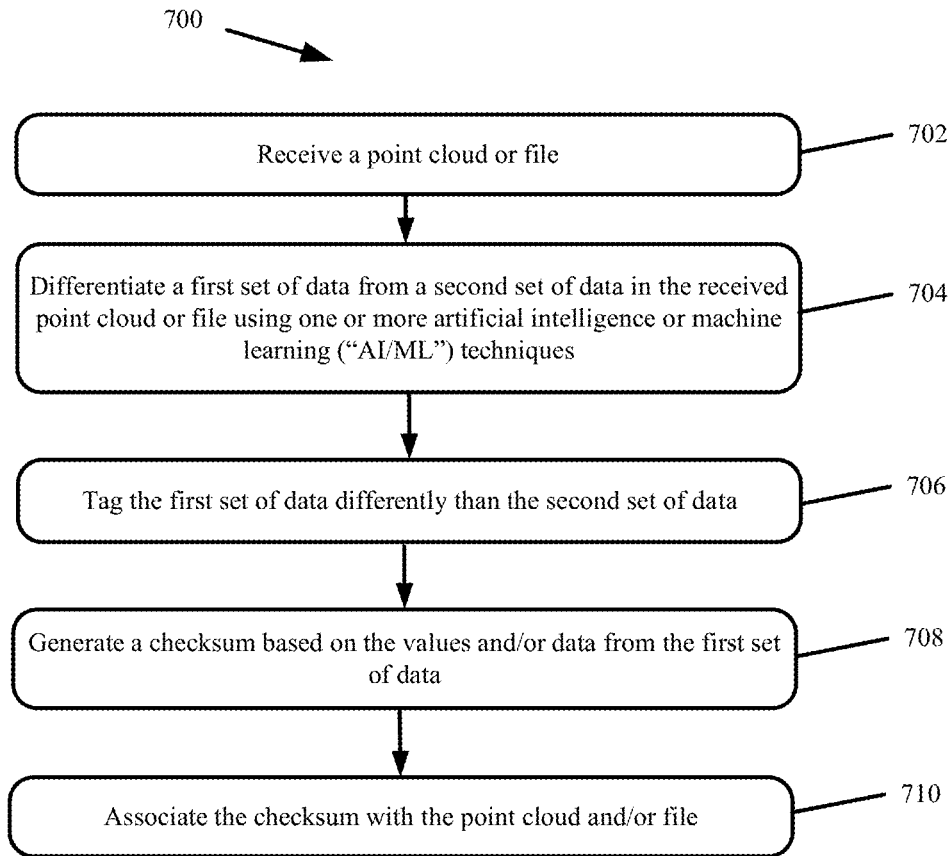 700
Receive a point cloud or file
702
Differentiate a first set of data from a second set of data in the received
point cloud or file using one or more artificial intelligence or machine
learning (“AI/ML”) techniques
704
Tag the first set of data differently than the second set of data
706
Generate a checksum based on the values and/or data from the first set
of data
708
Associate the checksum with the point cloud and/or file
710